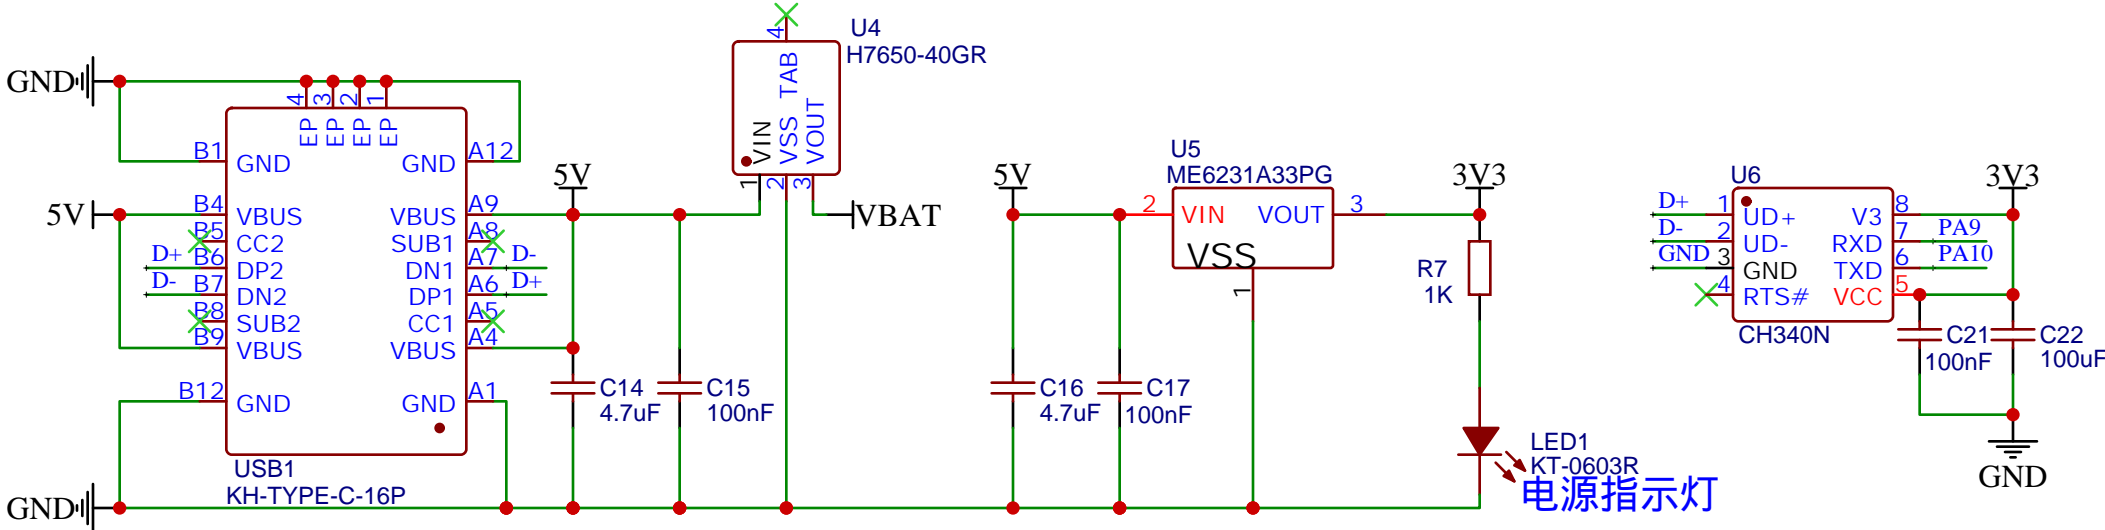 GND
4
3
2
1
EP
EP
EP
EP
B1
GND
GND
A12
5V
B4
VBUS
VBUS
A9
B5
CC2
SUB1
A8
D+
B6
DP2
DN1
A7
D-
D-
B7
DN2
DP1
A6
D+
B8
SUB2
CC1
A5
B9
VBUS
VBUS
A4
B12
GND
GND
A1
USB1
KH-TYPE-C-16P
GND
5V
C14
4.7uF
C15
100nF
4
U4
H7650-40GR
TAB
VIN
VSS
VOUT
1
2
3
VBAT
5V
U5
ME6231A33PG
2
VIN
VOUT
3
VSS
1
C16
4.7uF
C17
100nF
3V3
R7
1K
LED1
KT-0603R
电源指示灯
U6
3V3
D+
1
UD+
V3
8
D-
2
UD-
RXD
7
PA9
GND
3
GND
TXD
6
PA10
4
RTS#
VCC
5
CH340N
C21
100nF
C22
100uF
GND